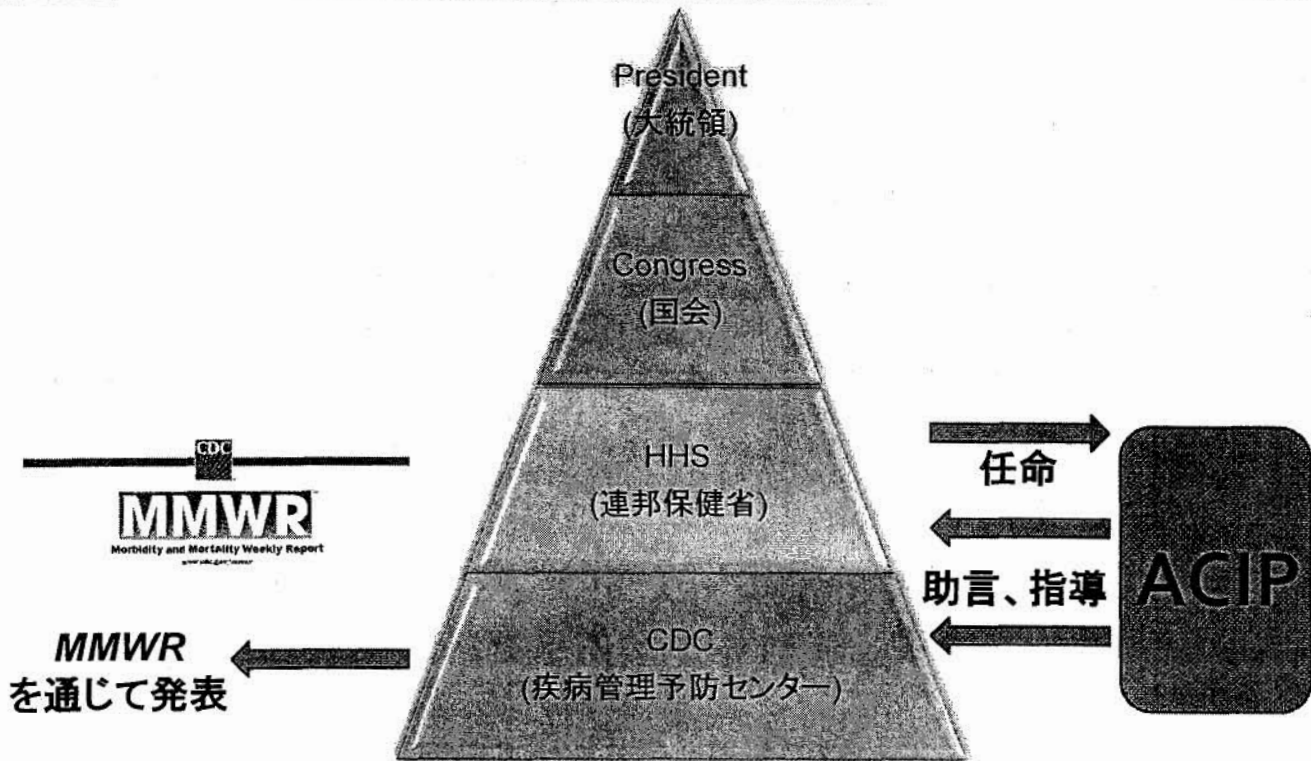 President
(大統領)
Congress
(国会)
HHS
(連邦保健省)
CDC
(疾病管理予防センター)
CDC
MMWR
Morbidity and Mortality Weekly Report
MMWR
を通じて発表
任命
助言、指導
ACIP